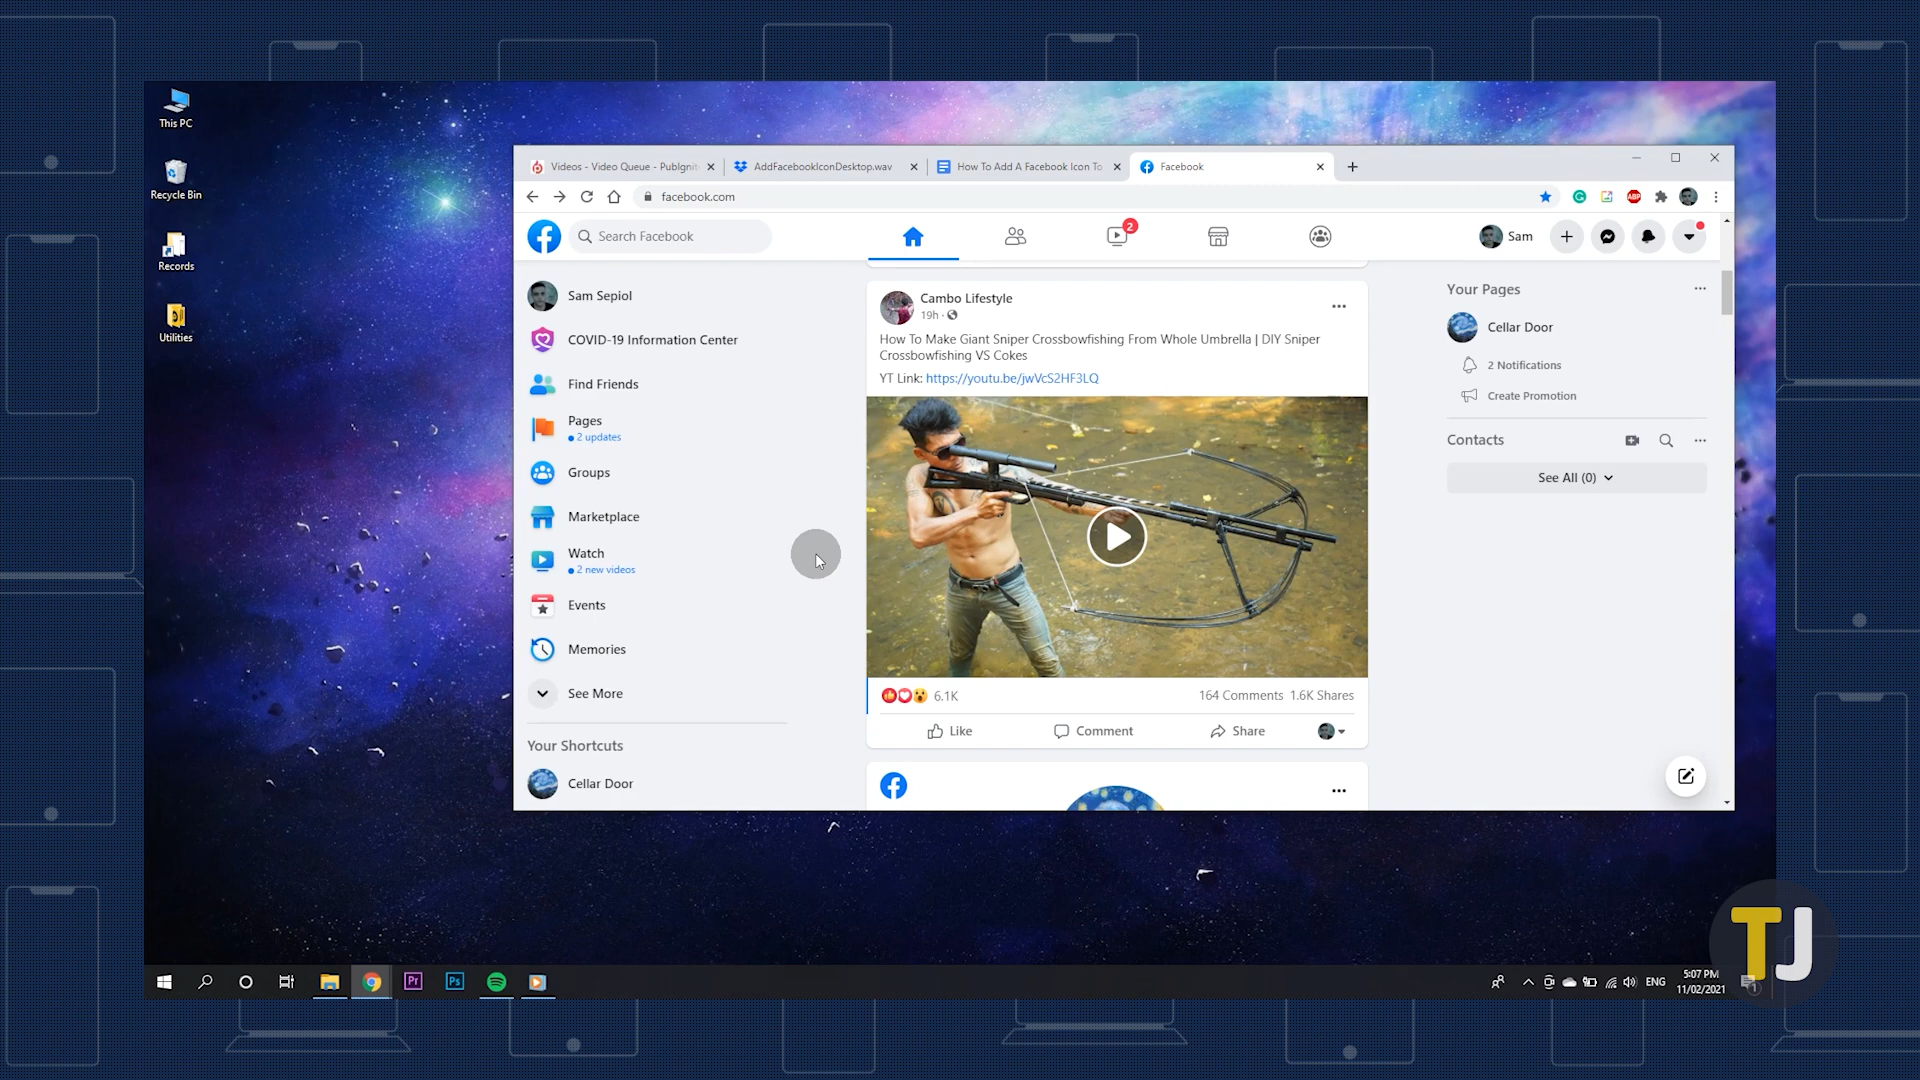 This PC
Recycle Bin
Records
Utilities
Videos - Video Queue - PubIgnit
AddFacebookIconDesktop.wav
How To Add A Facebook Icon To
Facebook
facebook.com
ABP
Search Facebook
2
Sam
Sam Sepiol
COVID-19 Information Center
Find Friends
Pages
2 updates
Groups
Marketplace
Watch
2 new videos
Events
Memories
See More
Your Shortcuts
Cellar Door
Cambo Lifestyle
19h ·
How To Make Giant Sniper Crossbowfishing From Whole Umbrella | DIY Sniper
Crossbowfishing VS Cokes
YT Link: https://youtu.be/jwVcS2HF3LQ
6.1K
164 Comments 1.6K Shares
Like
Comment
Share
Your Pages
Cellar Door
2 Notifications
Create Promotion
Contacts
See All (0)
Pr
Ps
ENG
5:07 PM
11/02/2021
1
TJ